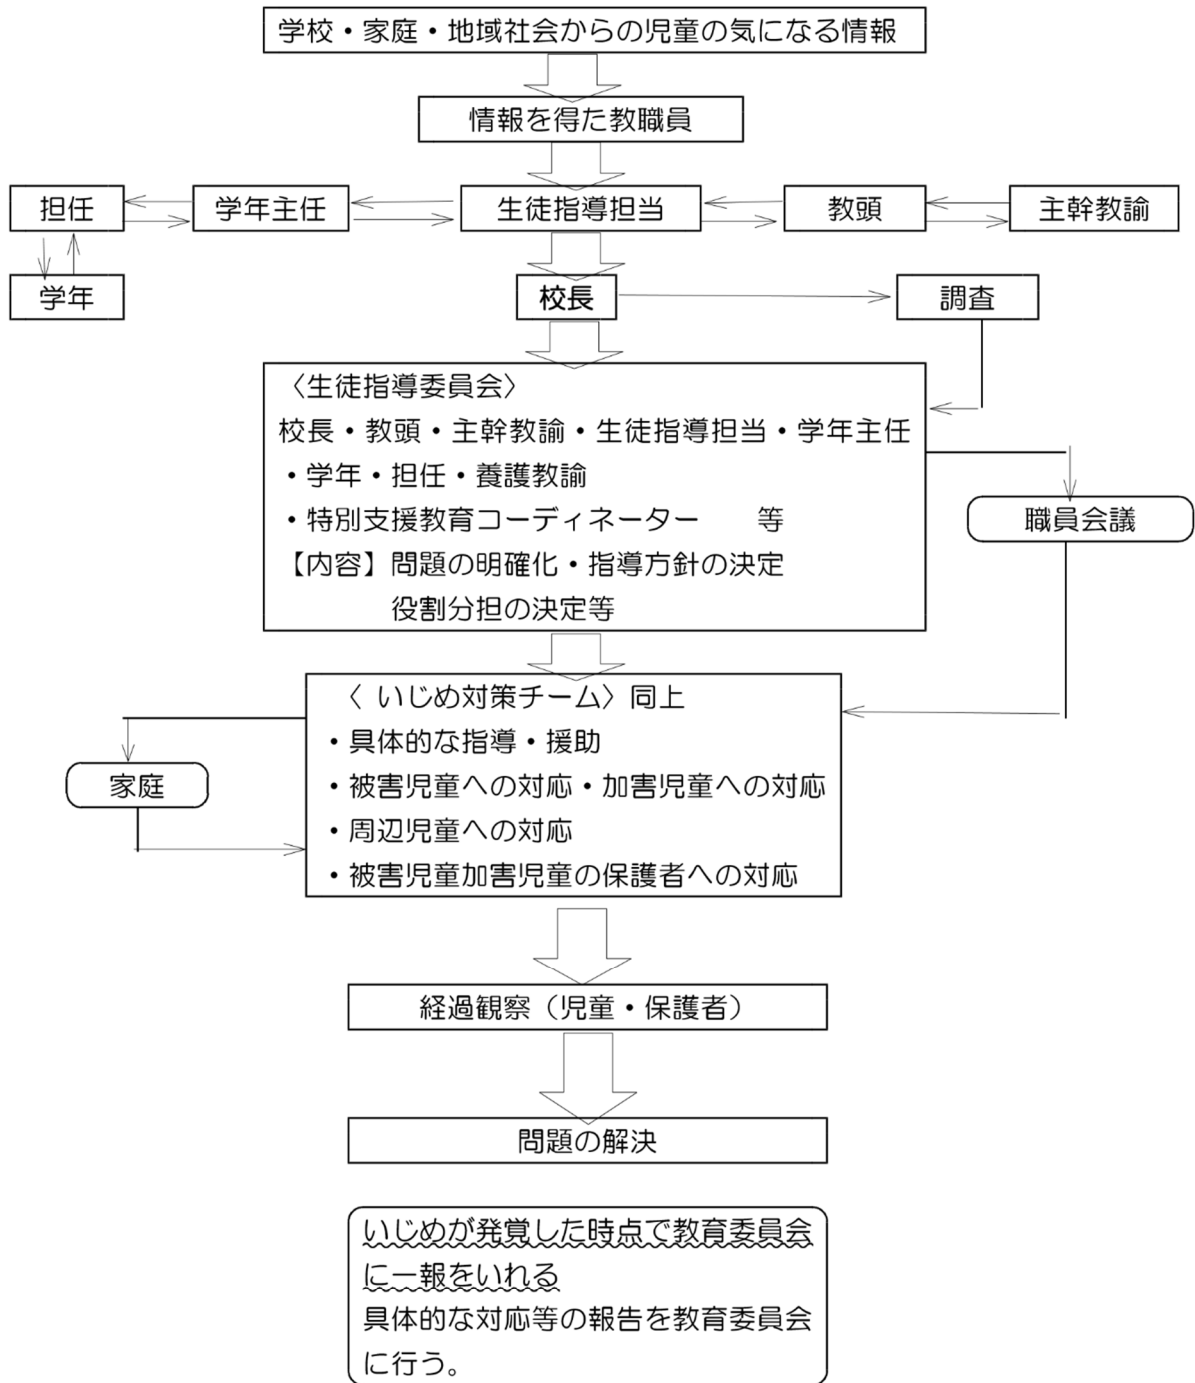 学校・家庭・地域社会からの児童の気になる情報
情報を得た教職員
担任
学年主任
生徒指導担当
教頭
主幹教諭
学年
校長
調査
〈生徒指導委員会〉
校長・教頭・主幹教諭・生徒指導担当・学年主任
・学年・担任・養護教諭
・特別支援教育コーディネーター　　等
【内容】問題の明確化・指導方針の決定
役割分担の決定等
職員会議
〈 いじめ対策チーム〉同上
・具体的な指導・援助
・被害児童への対応・加害児童への対応
・周辺児童への対応
・被害児童加害児童の保護者への対応
家庭
経過観察（児童・保護者）
問題の解決
いじめが発覚した時点で教育委員会
に一報をいれる
具体的な対応等の報告を教育委員会
に行う。